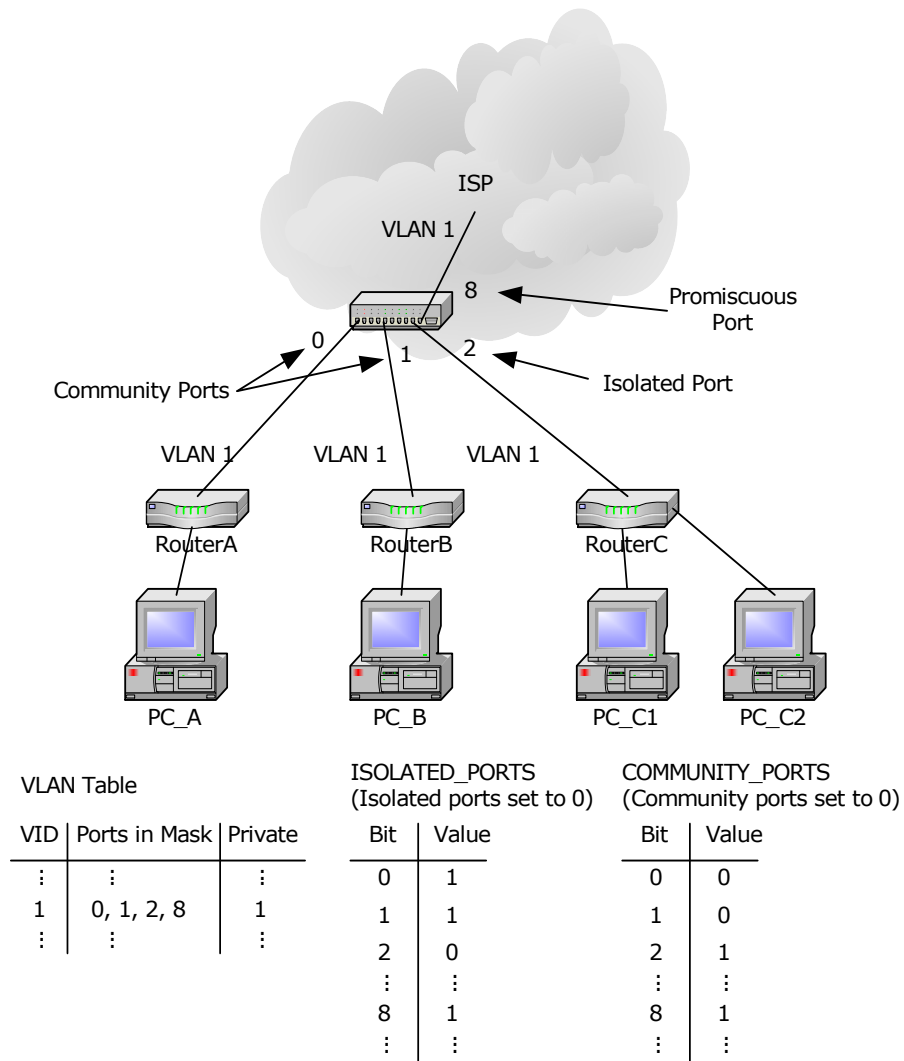 ISP
VLAN 1
8
Promiscuous
Port
0
1
2
Community Ports
Isolated Port
VLAN 1
VLAN 1
VLAN 1
RouterA
RouterB
RouterC
PC_A
PC_B
PC_C1
PC_C2
VLAN Table
VID Ports in Mask Private
⋮ ⋮ ⋮
1 0, 1, 2, 8 1
⋮ ⋮ ⋮
ISOLATED_PORTS
(Isolated ports set to 0)
Bit Value
0 1
1 1
2 0
⋮ ⋮
8 1
⋮ ⋮
COMMUNITY_PORTS
(Community ports set to 0)
Bit Value
0 0
1 0
2 1
⋮ ⋮
8 1
⋮ ⋮